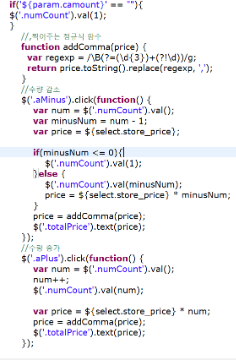 if('${param.camount}' == ""){
$('.numCount').val(1);
}
//,찍어주는 정규식 함수
function addComma(price) {
var regexp = /\B(?=(\d{3})+(?!\d))/g;
return price.toString().replace(regexp, ',');
}
//수량 감소
$('.aMinus').click(function() {
var num = $('.numCount').val();
var minusNum = num - 1;
var price = ${select.store_price};
if(minusNum <= 0){
$('.numCount').val(1);
}else {
$('.numCount').val(minusNum);
price = ${select.store_price} * minusNum;
}
price = addComma(price);
$('.totalPrice').text(price);
});
//수량 증가
$('.aPlus').click(function() {
var num = $('.numCount').val();
num++;
$('.numCount').val(num);
var price = ${select.store_price} * num;
price = addComma(price);
$('.totalPrice').text(price);
});